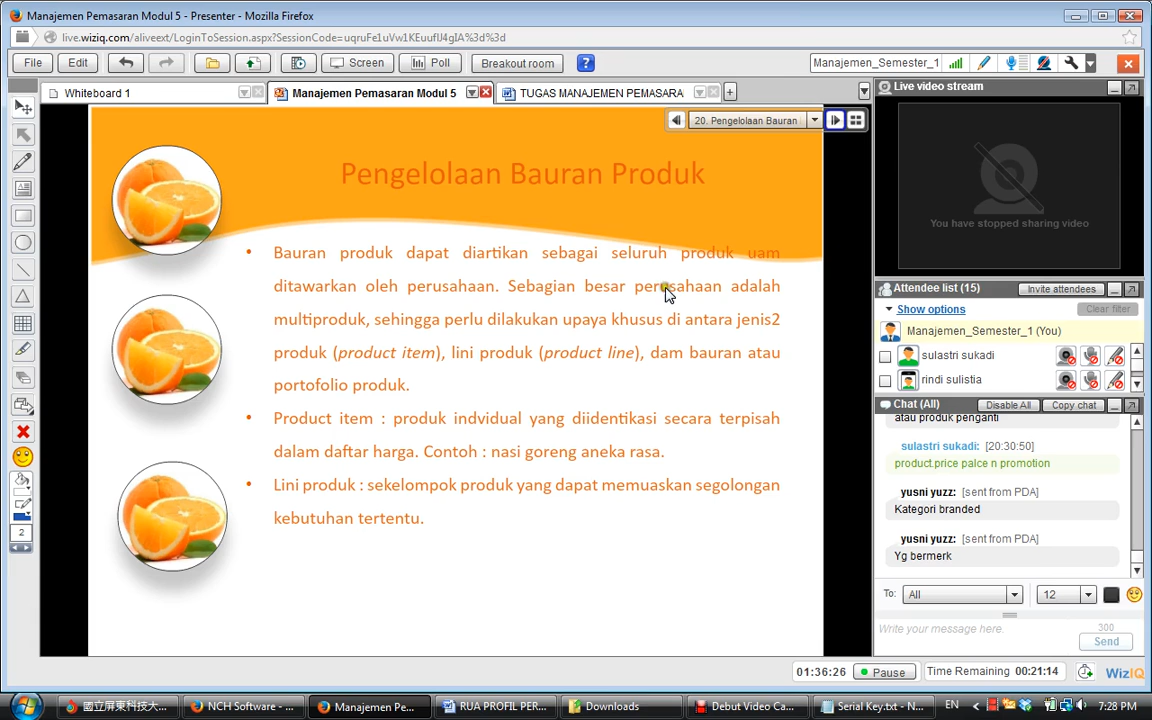 Manajemen Pemasaran Modul 5 - Presenter - Mozilla Firefox
live.wiziq.com/aliveext/LoginToSession.aspx?SessionCode=uqruFe1uVw1KEuufU4gIA%3d%3d
File Edit Screen Poll Breakout room ? Manajemen_Semester_1
Whiteboard 1 Manajemen Pemasaran Modul 5 TUGAS MANAJEMEN PEMASARA
20. Pengelolaan Bauran
Pengelolaan Bauran Produk
• Bauran produk dapat diartikan sebagai seluruh produk uam
ditawarkan oleh perusahaan. Sebagian besar perusahaan adalah
multiproduk, sehingga perlu dilakukan upaya khusus di antara jenis2
produk (product item), lini produk (product line), dam bauran atau
portofolio produk.
• Product item : produk indvidual yang diidentikasi secara terpisah
dalam daftar harga. Contoh : nasi goreng aneka rasa.
• Lini produk : sekelompok produk yang dapat memuaskan segolongan
kebutuhan tertentu.
2
Live video stream
You have stopped sharing video
Attendee list (15) Invite attendees
Show options Clear filter
Manajemen_Semester_1 (You)
sulastri sukadi
rindi sulistia
Chat (All) Disable All Copy chat
atau produk penganti
sulastri sukadi: [20:30:50]
product.price palce n promotion
yusni yuzz: [sent from PDA]
Kategori branded
yusni yuzz: [sent from PDA]
Yg bermerk
To: All 12
Write your message here. 300
Send
01:36:26 Pause Time Remaining 00:21:14 WizIQ
國立屏東科技大... NCH Software - ... Manajemen Pe... RUA PROFIL PER... Downloads Debut Video Ca... Serial Key.txt - N... EN 7:28 PM